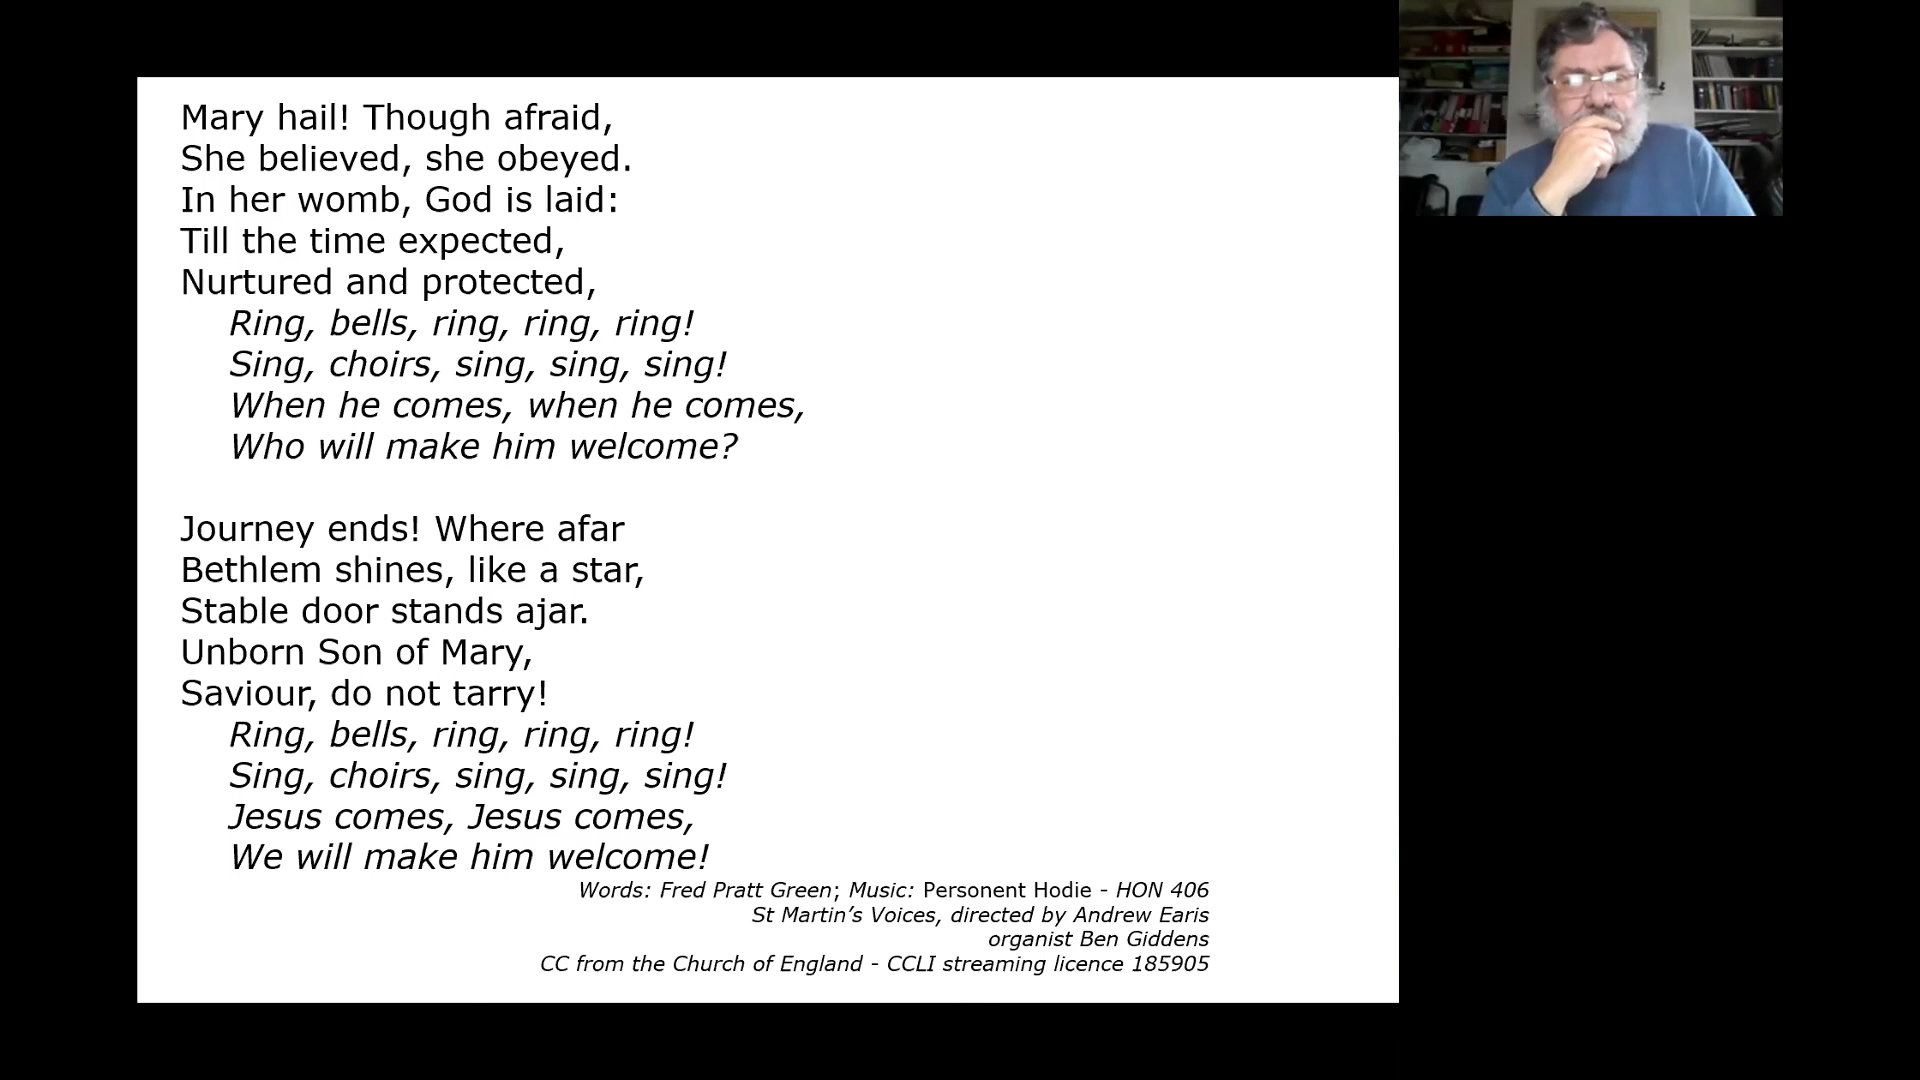 Mary hail! Though afraid,
She believed, she obeyed.
In her womb, God is laid:
Till the time expected,
Nurtured and protected,
Ring, bells, ring, ring, ring!
Sing, choirs, sing, sing, sing!
When he comes, when he comes,
Who will make him welcome?
Journey ends! Where afar
Bethlem shines, like a star,
Stable door stands ajar.
Unborn Son of Mary,
Saviour, do not tarry!
Ring, bells, ring, ring, ring!
Sing, choirs, sing, sing, sing!
Jesus comes, Jesus comes,
We will make him welcome!
Words: Fred Pratt Green; Music: Personent Hodie - HON 406
St Martin’s Voices, directed by Andrew Earis
organist Ben Giddens
CC from the Church of England - CCLI streaming licence 185905